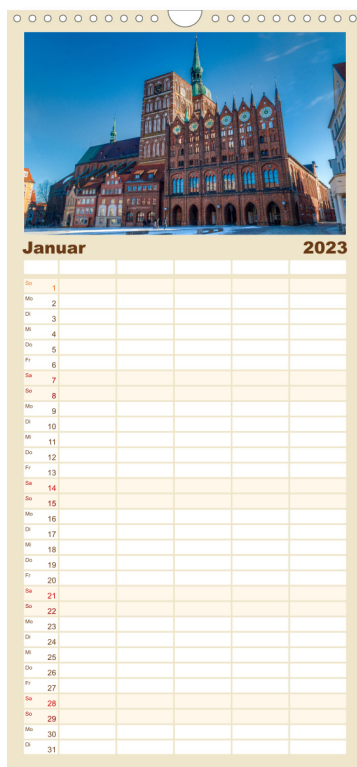 Januar 2023
So 1
Mo 2
Di 3
Mi 4
Do 5
Fr 6
Sa 7
So 8
Mo 9
Di 10
Mi 11
Do 12
Fr 13
Sa 14
So 15
Mo 16
Di 17
Mi 18
Do 19
Fr 20
Sa 21
So 22
Mo 23
Di 24
Mi 25
Do 26
Fr 27
Sa 28
So 29
Mo 30
Di 31